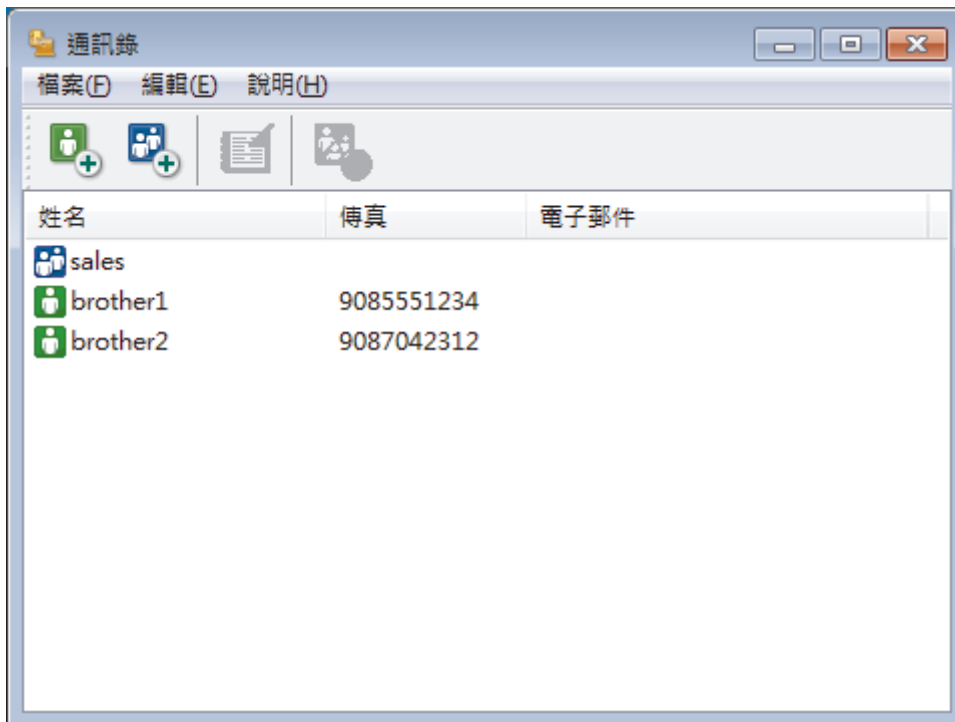 通訊錄
檔案(F) 編輯(E) 說明(H)
姓名 傳真 電子郵件
sales
brother1 9085551234
brother2 9087042312